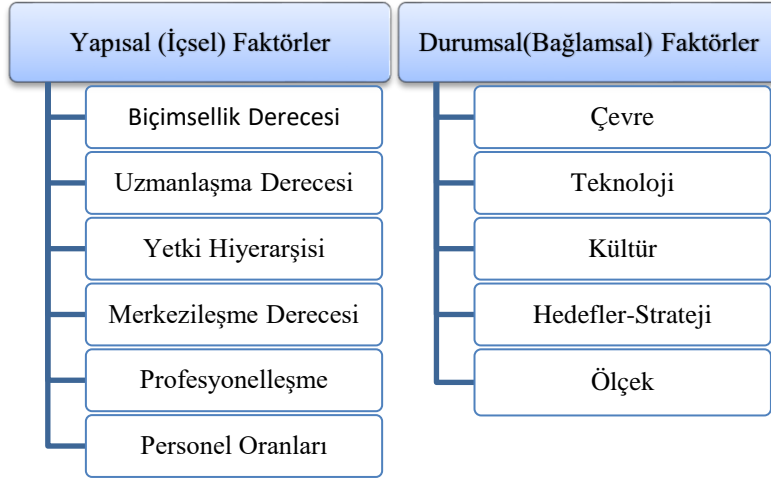 Yapısal (İçsel) Faktörler
Biçimsellik Derecesi
Uzmanlaşma Derecesi
Yetki Hiyerarşisi
Merkezileşme Derecesi
Profesyonelleşme
Personel Oranları
Durumsal(Bağlamsal) Faktörler
Çevre
Teknoloji
Kültür
Hedefler-Strateji
Ölçek